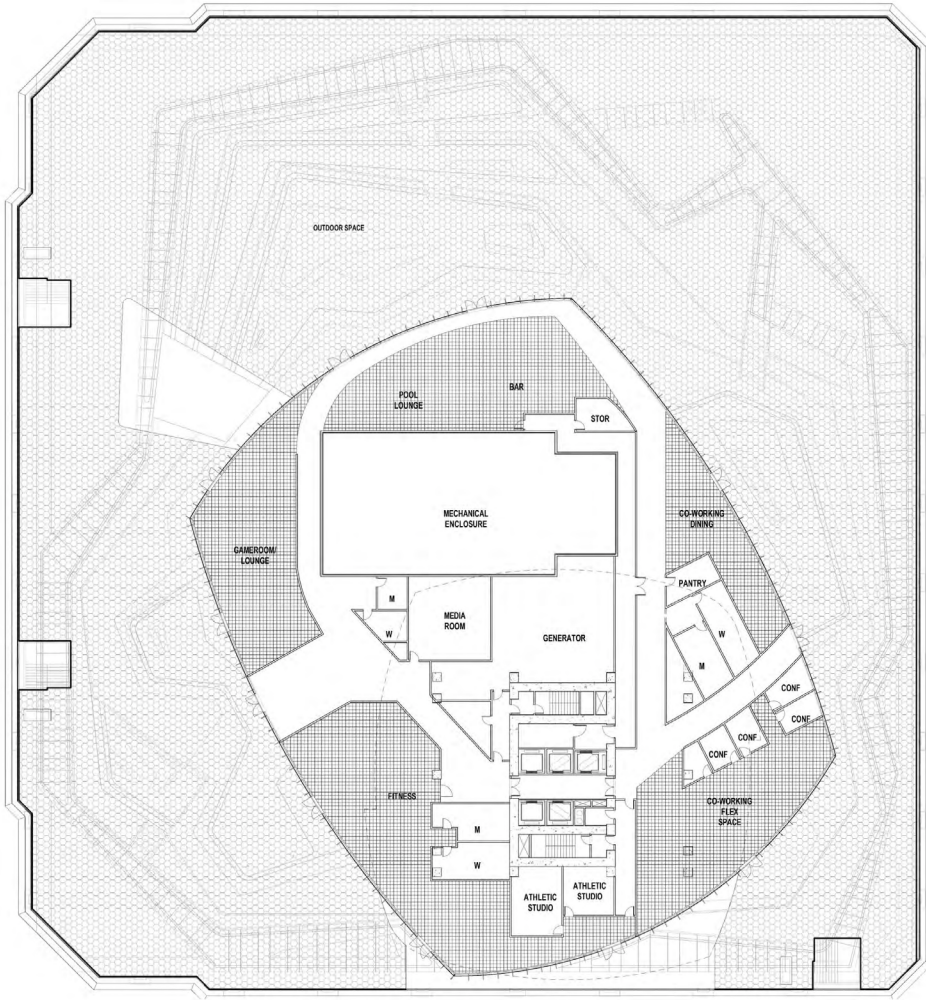 OUTDOOR SPACE
POOL
LOUNGE
BAR
STOR
MECHANICAL
ENCLOSURE
CO-WORKING
DINING
GAMEROOM/
LOUNGE
PANTRY
M
MEDIA
ROOM
W
GENERATOR
W
M
CONF
CONF
CONF
CONF
FITNESS
CO-WORKING
FLEX
SPACE
M
W
ATHLETIC
STUDIO
ATHLETIC
STUDIO